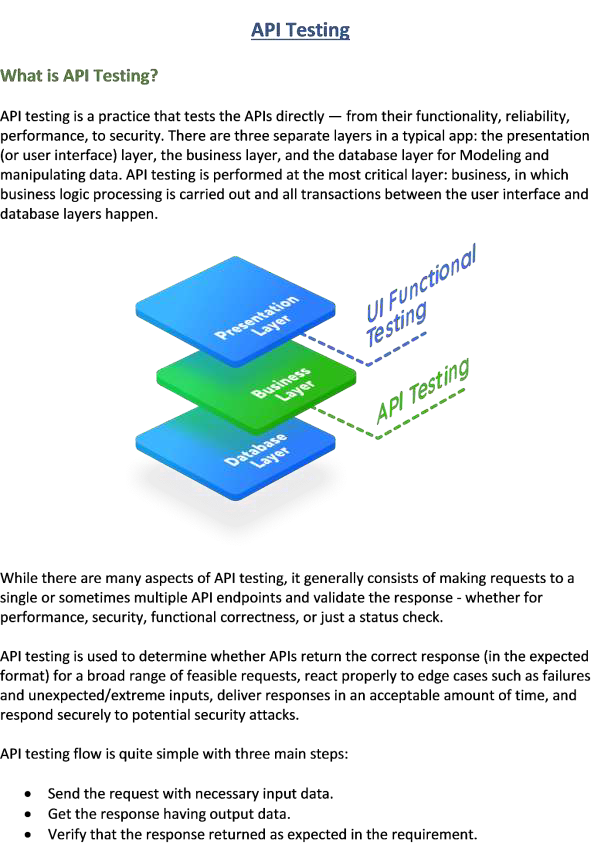 API Testing
What is API Testing?
API testing is a practice that tests the APIs directly — from their functionality, reliability,
performance, to security. There are three separate layers in a typical app: the presentation
(or user interface) layer, the business layer, and the database layer for Modeling and
manipulating data. API testing is performed at the most critical layer: business, in which
business logic processing is carried out and all transactions between the user interface and
database layers happen.
Presentation
Layer
UI Functional
Testing
Business
Layer
API Testing
Database
Layer
While there are many aspects of API testing, it generally consists of making requests to a
single or sometimes multiple API endpoints and validate the response - whether for
performance, security, functional correctness, or just a status check.
API testing is used to determine whether APIs return the correct response (in the expected
format) for a broad range of feasible requests, react properly to edge cases such as failures
and unexpected/extreme inputs, deliver responses in an acceptable amount of time, and
respond securely to potential security attacks.
API testing flow is quite simple with three main steps:
• Send the request with necessary input data.
• Get the response having output data.
• Verify that the response returned as expected in the requirement.